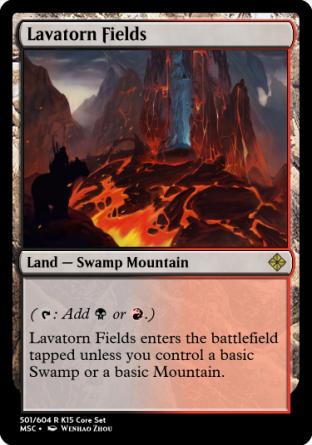 Lavatorn Fields
Land — Swamp Mountain
( : Add or .)
Lavatorn Fields enters the battlefield
tapped unless you control a basic
Swamp or a basic Mountain.
501/604 R K15 Core Set
MSC • Wenhao Zhou